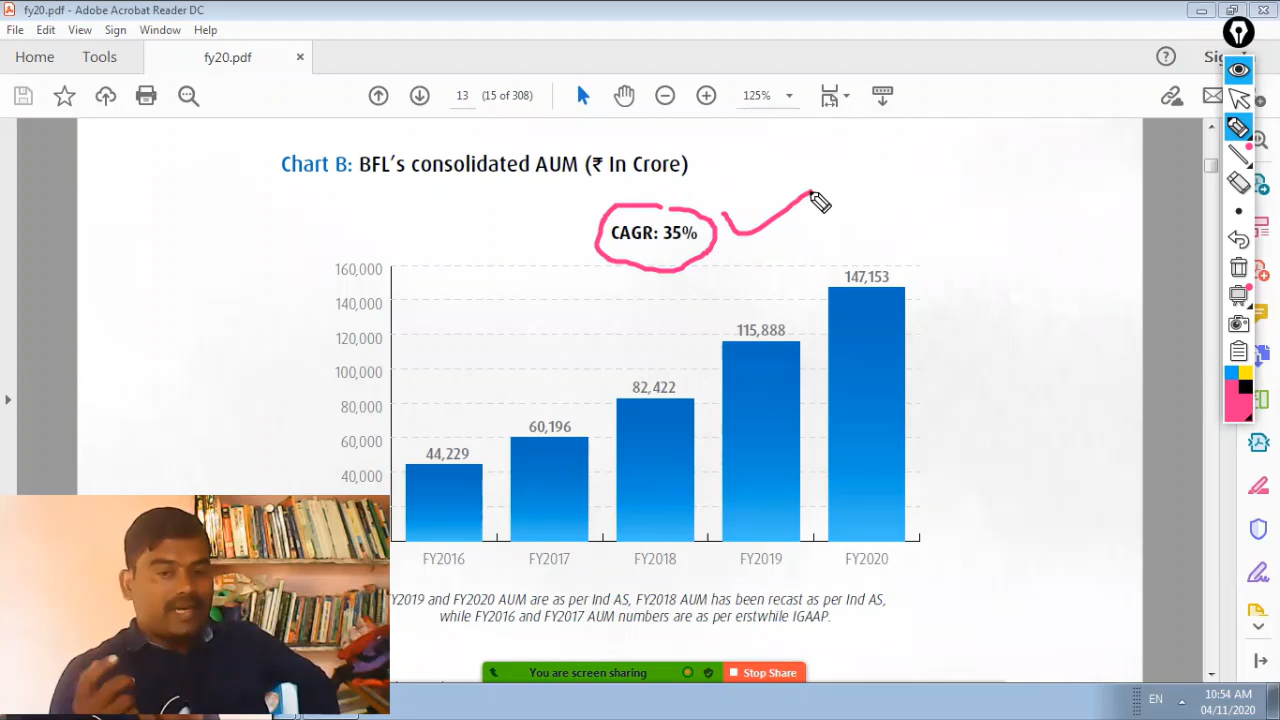 fy20.pdf - Adobe Acrobat Reader DC
File Edit View Sign Window Help
Home Tools fy20.pdf ×
13 (15 of 308) 125%
Chart B: BFL's consolidated AUM (₹ In Crore)
CAGR: 35%
160,000
140,000
120,000
100,000
80,000
60,000
40,000
44,229
60,196
82,422
115,888
147,153
FY2016 FY2017 FY2018 FY2019 FY2020
Y2019 and FY2020 AUM are as per Ind AS, FY2018 AUM has been recast as per Ind AS,
while FY2016 and FY2017 AUM numbers are as per erstwhile IGAAP.
You are screen sharing Stop Share
EN 10:54 AM
04/11/2020